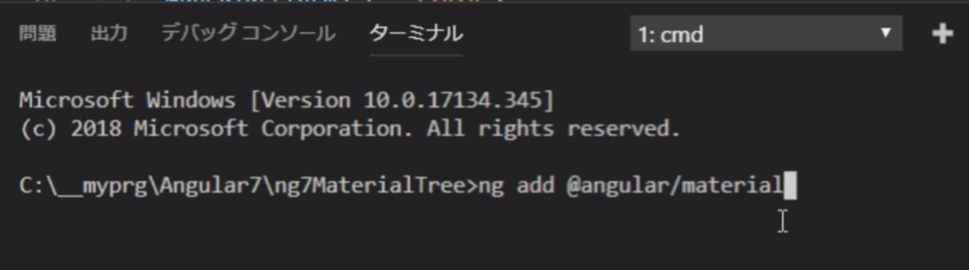 問題 出力 デバッグ コンソール ターミナル 1: cmd
Microsoft Windows [Version 10.0.17134.345]
(c) 2018 Microsoft Corporation. All rights reserved.
C:\__myprg\Angular7\ng7MaterialTree>ng add @angular/material